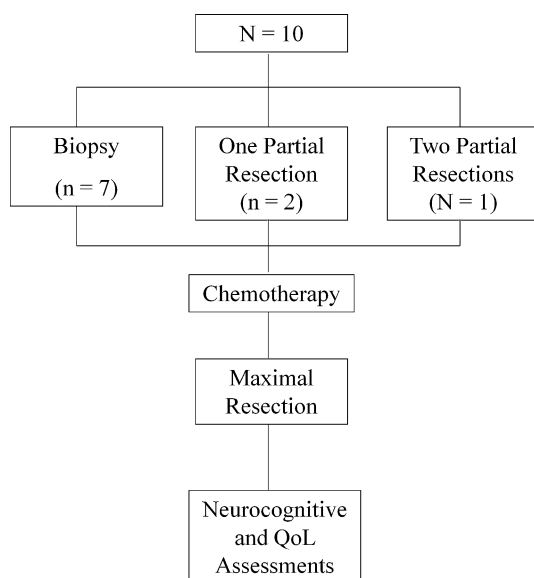 N = 10
Biopsy
(n = 7)
One Partial
Resection
(n = 2)
Two Partial
Resections
(N = 1)
Chemotherapy
Maximal
Resection
Neurocognitive
and QoL
Assessments